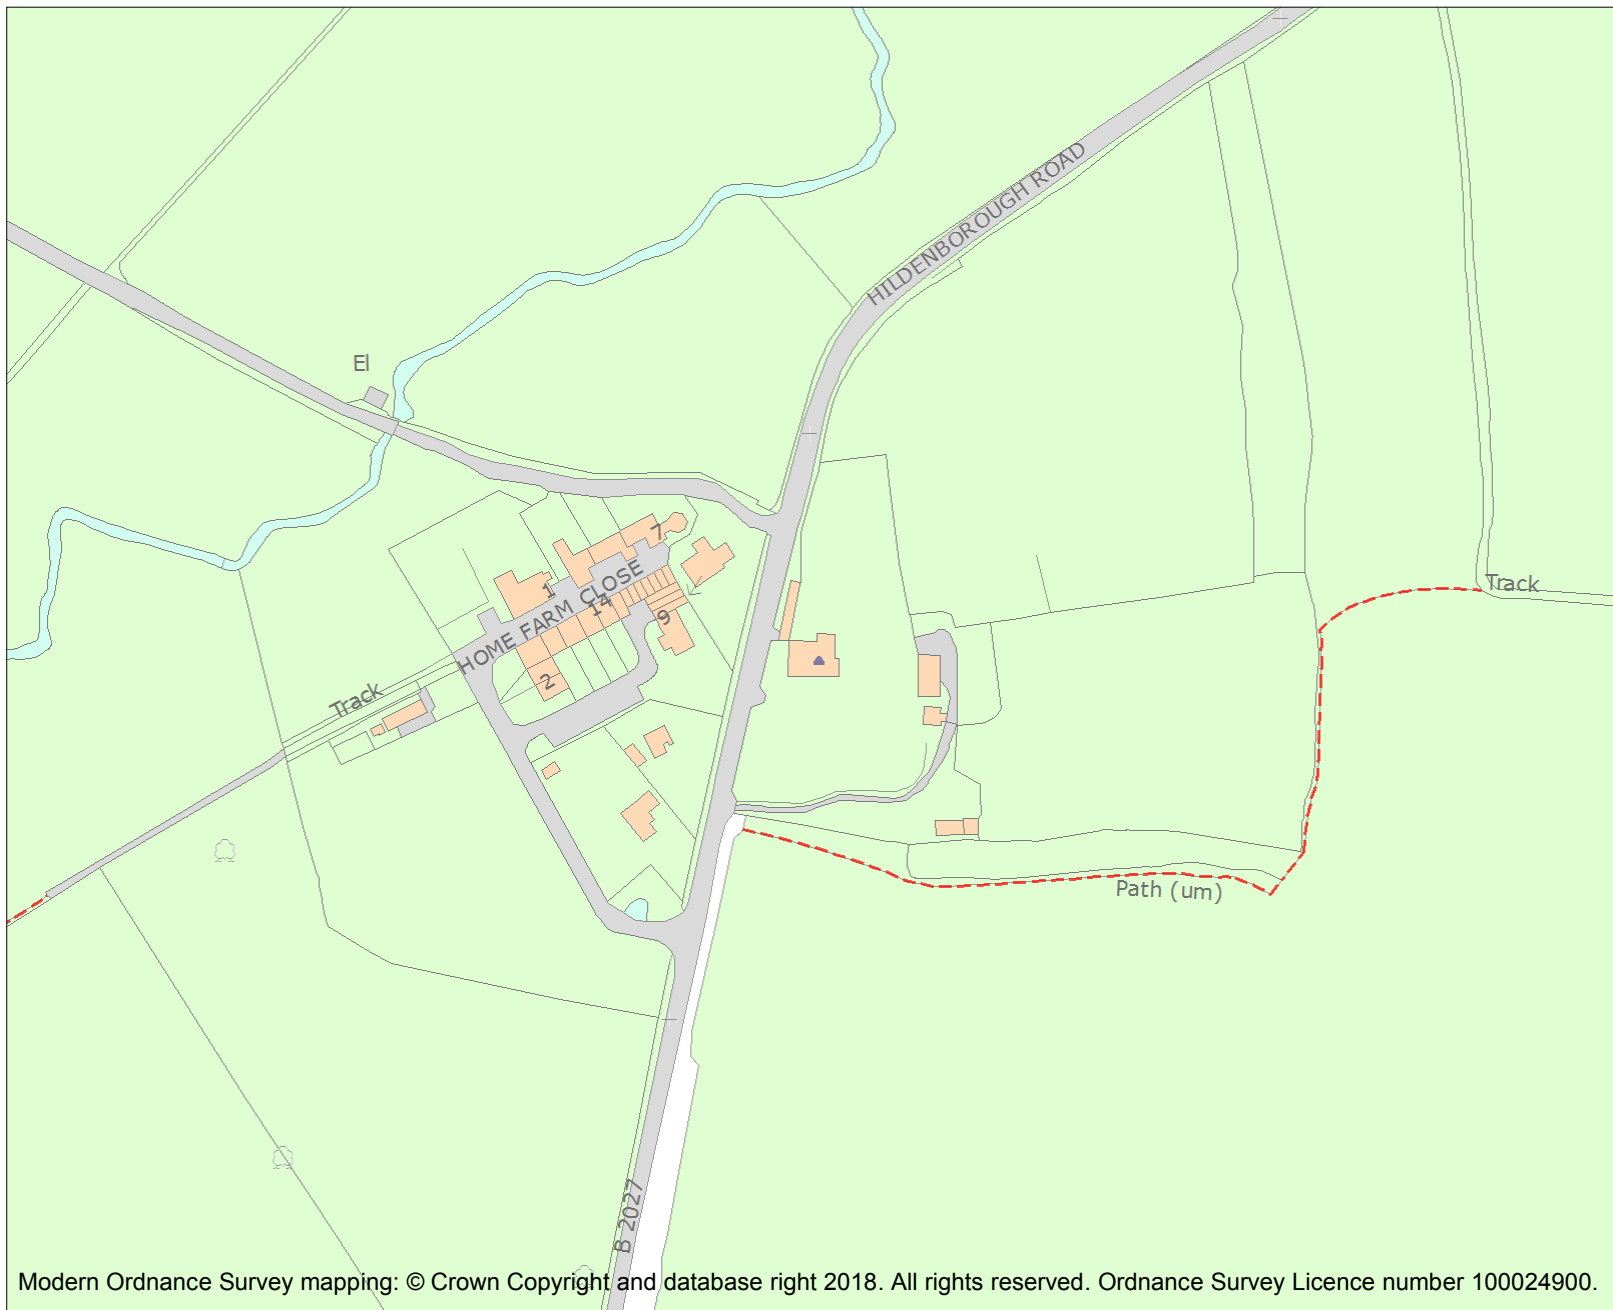 HILDENBOROUGH ROAD
El
7
1
HOME FARM CLOSE
14
9
2
Track
Track
Path (um)
B 2027
Modern Ordnance Survey mapping: © Crown Copyright and database right 2018. All rights reserved. Ordnance Survey Licence number 100024900.